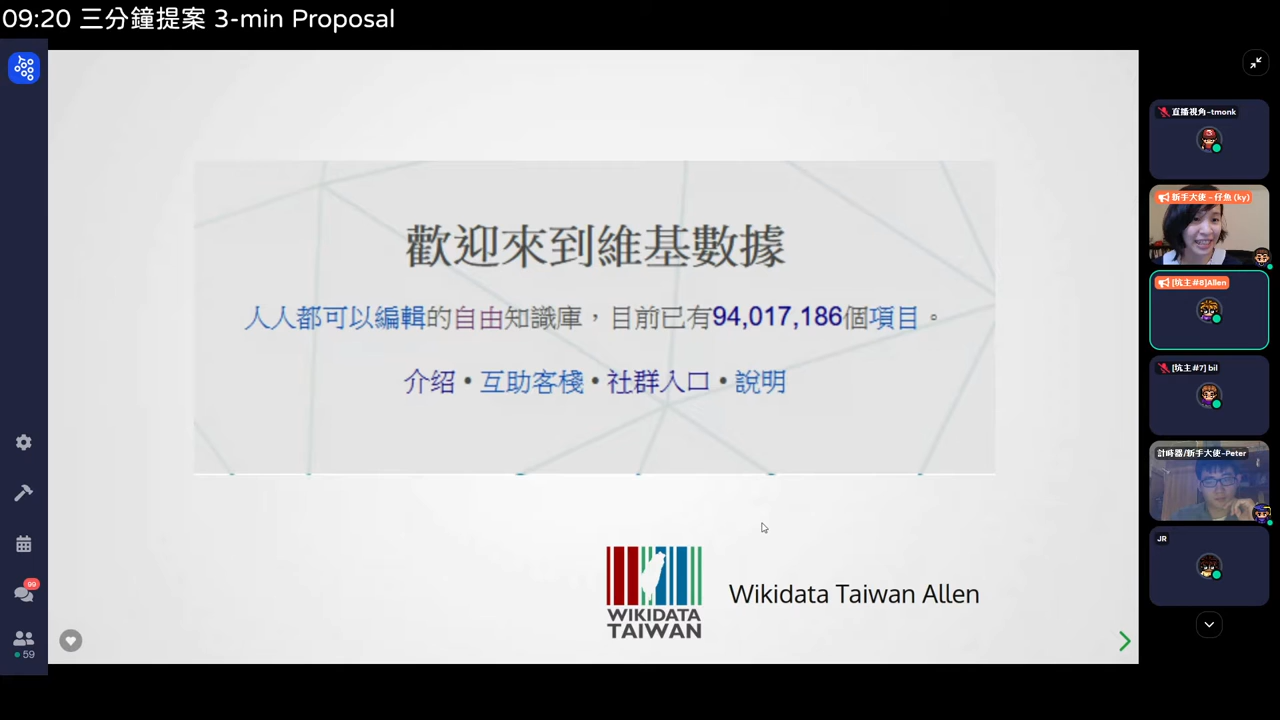 09:20 三分鐘提案 3-min Proposal
歡迎來到維基數據
人人都可以編輯的自由知識庫，目前已有94,017,186個項目。
介紹•互助客棧•社群入口•說明
WIKIDATA
TAIWAN
Wikidata Taiwan Allen
直播視角-tmonk
新手大使 - 仔魚 (ky)
[坑主#8]Allen
[坑主#7] bil
計時器/新手大使-Peter
JR
99
59